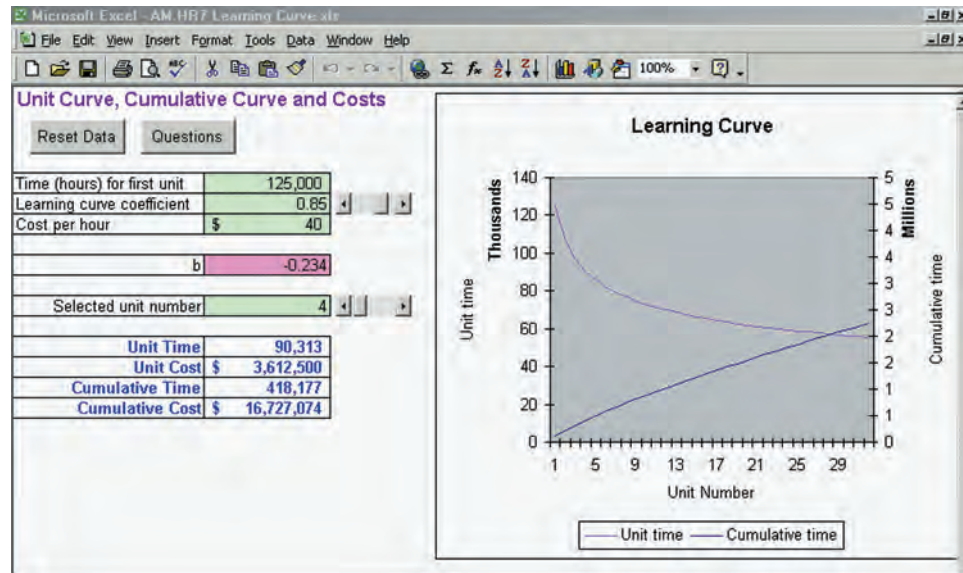 Microsoft Excel - AM.HR7 Learning Curve.xls
File Edit View Insert Format Tools Data Window Help
100%
Unit Curve, Cumulative Curve and Costs
Reset Data Questions
Time (hours) for first unit 125,000
Learning curve coefficient 0.85
Cost per hour $ 40
b -0.234
Selected unit number 4
Unit Time 90,313
Unit Cost $ 3,612,500
Cumulative Time 418,177
Cumulative Cost $ 16,727,074
Learning Curve
Thousands
Unit time
140
120
100
80
60
40
20
0
5
5
4
4
3
3
2
2
1
1
0
Millions
Cumulative time
1 5 9 13 17 21 25 29
Unit Number
Unit time Cumulative time